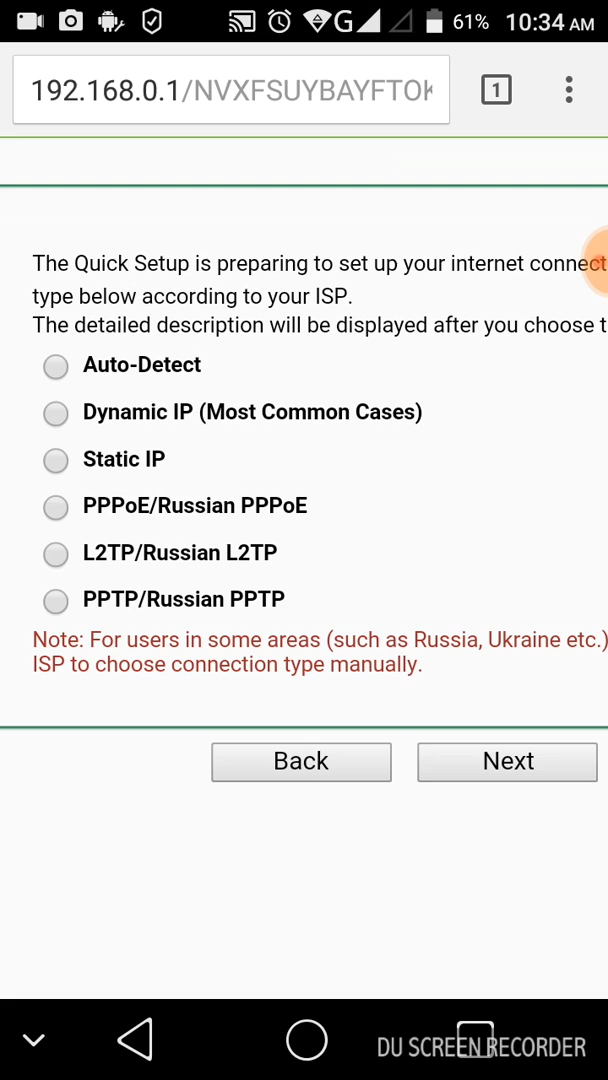 G 61% 10:34 AM
192.168.0.1/NVXFSUYBAYFTOK
1
The Quick Setup is preparing to set up your internet connect
type below according to your ISP.
The detailed description will be displayed after you choose t
Auto-Detect
Dynamic IP (Most Common Cases)
Static IP
PPPoE/Russian PPPoE
L2TP/Russian L2TP
PPTP/Russian PPTP
Note: For users in some areas (such as Russia, Ukraine etc.)
ISP to choose connection type manually.
Back Next
DU SCREEN RECORDER